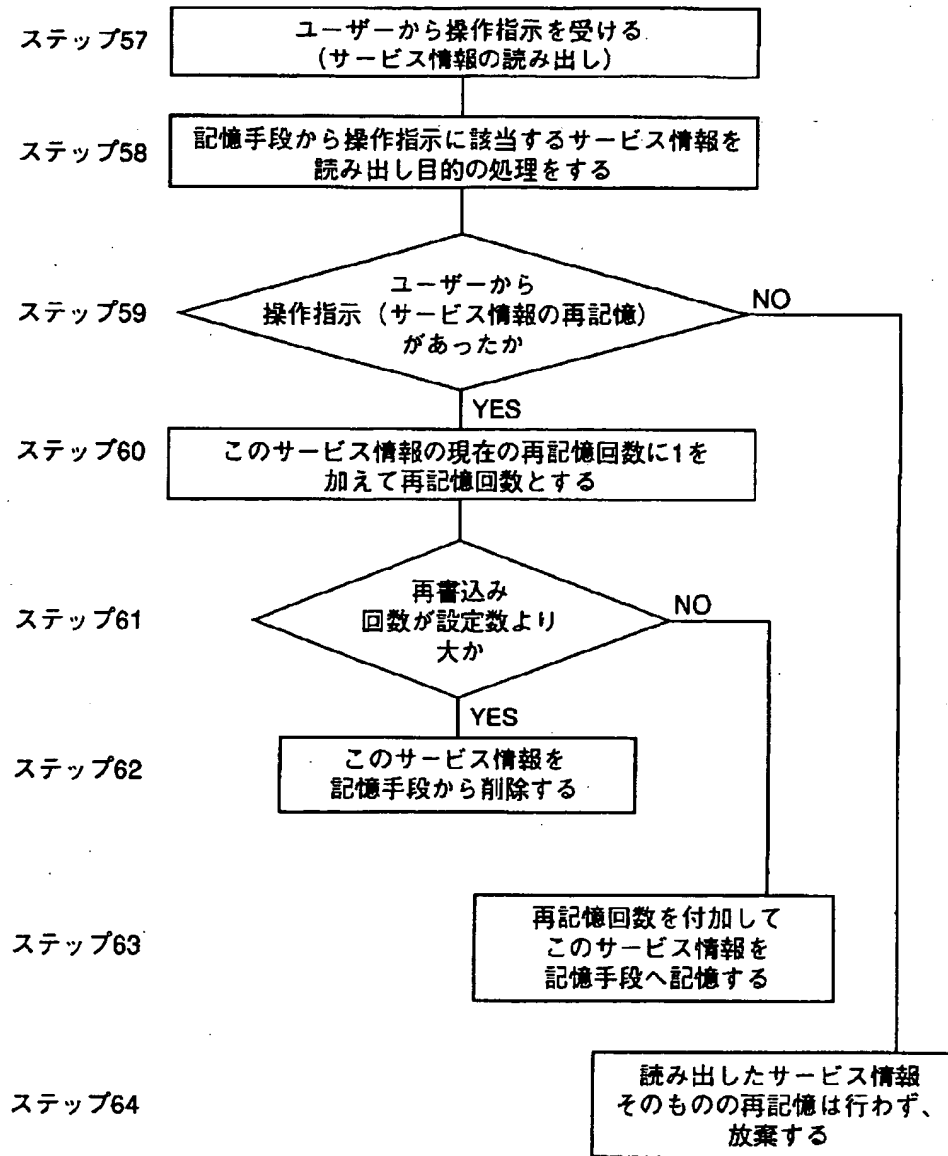 ステップ57
ユーザーから操作指示を受ける
(サービス情報の読み出し)
ステップ58
記憶手段から操作指示に該当するサービス情報を
読み出し目的の処理をする
ステップ59
ユーザーから
操作指示(サービス情報の再記憶)
があったか
NO
YES
ステップ60
このサービス情報の現在の再記憶回数に1を
加えて再記憶回数とする
ステップ61
再書込み
回数が設定数より
大か
NO
YES
ステップ62
このサービス情報を
記憶手段から削除する
ステップ63
再記憶回数を付加して
このサービス情報を
記憶手段へ記憶する
ステップ64
読み出したサービス情報
そのものの再記憶は行わず、
放棄する